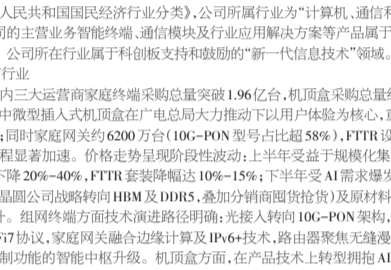 人民共和国国民经济行业分类》,公司所属行业为“计算机、通信和
的主营业务智能终端、通信模块及行业应用解决方案等产品属于
公司所在行业属于科创板支持和鼓励的“新一代信息技术”领域。
行业
内三大运营商家庭终端采购总量突破1.96亿台,机顶盒采购总量
中微型插入式机顶盒在广电总局大力推动下以用户体验为核心,重
;同时家庭网关约6200万台(10G-PON型号占比超58%),FTTR设
程显著加速。价格走势呈现阶段性波动:上半年受益于规模化集
下降20%-40%,FTTR套装降幅达10%-15%;下半年受AI需求爆发
晶圆公司战略转向HBM及DDR5,叠加分销商囤货抢货)及原材料
。组网终端方面技术演进路径明确:光接入转向10G-PON架构,
i7协议,家庭网关融合边缘计算及IPv6+技术,路由器聚焦无缝漫
制功能的智能中枢升级。机顶盒方面,在产品技术上转型拥抱AI